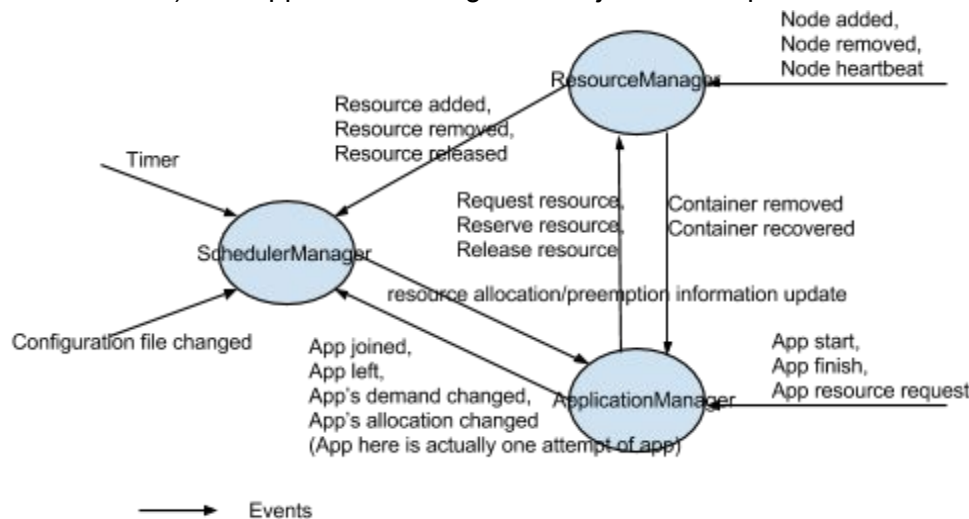 Node added,
Node removed,
Node heartbeat
ResourceManager
Resource added,
Resource removed,
Resource released
Timer
Request resource,
Reserve resource,
Release resource
Container removed
Container recovered
SchedulerManager
resource allocation/preemption information update
Configuration file changed
App joined,
App left,
App's demand changed,
App's allocation changed
(App here is actually one attempt of app)
App start,
App finish,
App resource request
ApplicationManager
Events